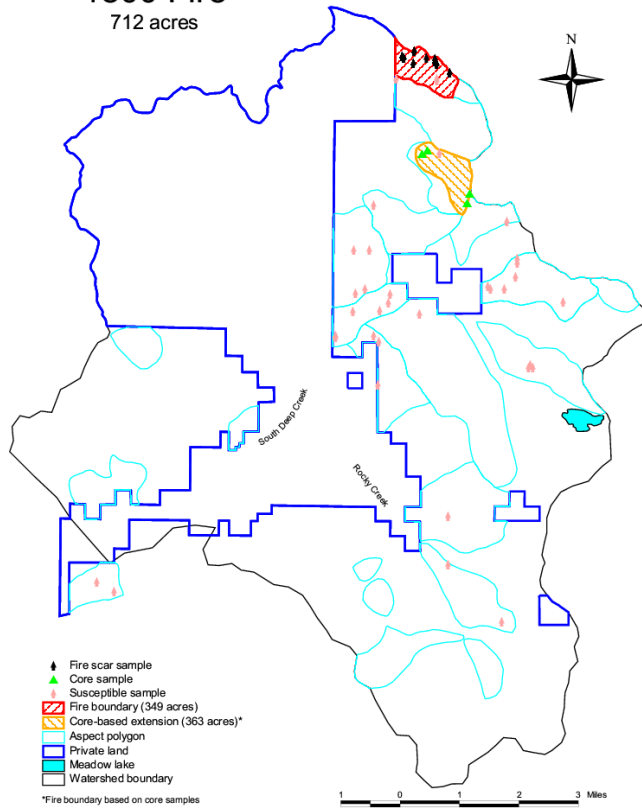 712 acres
N
South Deep Creek
Rocky Creek
Fire scar sample
Core sample
Susceptible sample
Fire boundary (349 acres)
Core-based extension (363 acres)*
Aspect polygon
Private land
Meadow lake
Watershed boundary
*Fire boundary based on core samples
1 0 1 2 3 Miles